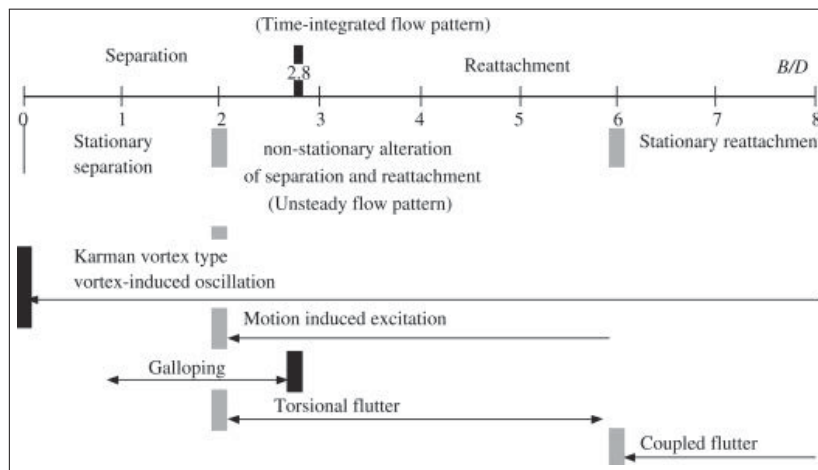 (Time-integrated flow pattern)
Separation
2.8
Reattachment
B/D
0 1 2 3 4 5 6 7 8
Stationary
separation
non-stationary alteration
of separation and reattachment
(Unsteady flow pattern)
Stationary reattachmen
Karman vortex type
vortex-induced oscillation
Motion induced excitation
Galloping
Torsional flutter
Coupled flutter